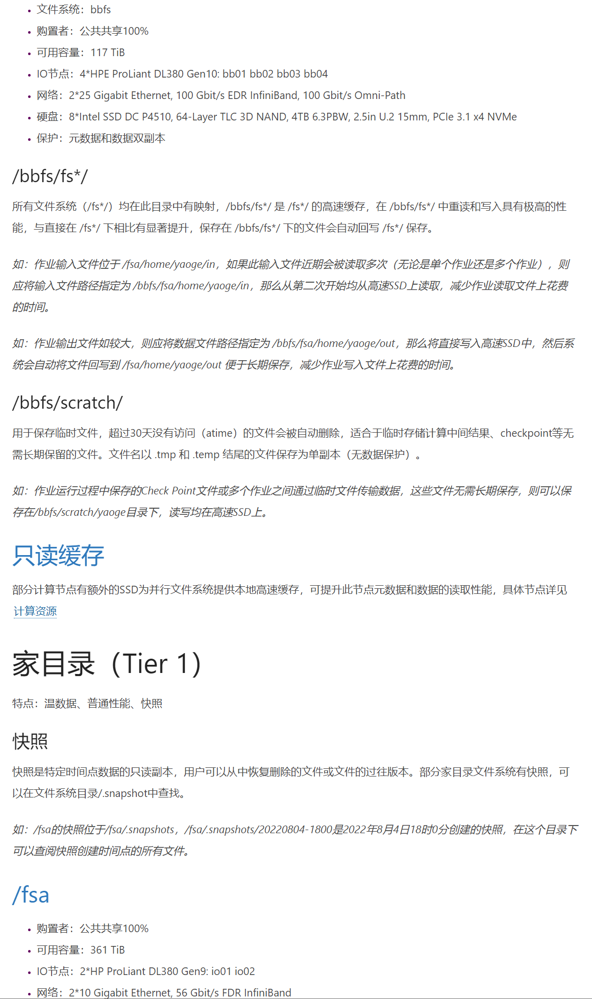 文件系统：bbfs
购置者：公共共享100%
可用容量：117 TiB
IO节点：4*HPE ProLiant DL380 Gen10: bb01 bb02 bb03 bb04
网络：2*25 Gigabit Ethernet, 100 Gbit/s EDR InfiniBand, 100 Gbit/s Omni-Path
硬盘：8*Intel SSD DC P4510, 64-Layer TLC 3D NAND, 4TB 6.3PBW, 2.5in U.2 15mm, PCIe 3.1 x4 NVMe
保护：元数据和数据双副本
/bbfs/fs*/
所有文件系统（/fs*/）均在此目录中有映射，/bbfs/fs*/ 是 /fs*/ 的高速缓存，在 /bbfs/fs*/ 中重读和写入具有极高的性
能，与直接在 /fs*/ 下相比有显著提升，保存在 /bbfs/fs*/ 下的文件会自动回写 /fs*/ 保存。
如：作业输入文件位于 /fsa/home/yaoge/in，如果此输入文件近期会被读取多次（无论是单个作业还是多个作业），则
应将输入文件路径指定为 /bbfs/fsa/home/yaoge/in，那么从第二次开始均从高速SSD上读取，减少作业读取文件上花费
的时间。
如：作业输出文件如较大，则应将数据文件路径指定为 /bbfs/fsa/home/yaoge/out，那么将直接写入高速SSD中，然后系
统会自动将文件回写到 /fsa/home/yaoge/out 便于长期保存，减少作业写入文件上花费的时间。
/bbfs/scratch/
用于保存临时文件，超过30天没有访问（atime）的文件会被自动删除，适合于临时存储计算中间结果、checkpoint等无
需长期保留的文件。文件名以 .tmp 和 .temp 结尾的文件保存为单副本（无数据保护）。
如：作业运行过程中保存的Check Point文件或多个作业之间通过临时文件传输数据，这些文件无需长期保存，则可以保
存在/bbfs/scratch/yaoge目录下，读写均在高速SSD上。
只读缓存
部分计算节点有额外的SSD为并行文件系统提供本地高速缓存，可提升此节点元数据和数据的读取性能，具体节点详见
计算资源
家目录（Tier 1）
特点：温数据、普通性能、快照
快照
快照是特定时间点数据的只读副本，用户可以从中恢复删除的文件或文件的过往版本。部分家目录文件系统有快照，可
以在文件系统目录/.snapshot中查找。
如：/fsa的快照位于/fsa/.snapshots，/fsa/.snapshots/20220804-1800是2022年8月4日18时0分创建的快照，在这个目录下
可以查阅快照创建时间点的所有文件。
/fsa
购置者：公共共享100%
可用容量：361 TiB
IO节点：2*HP ProLiant DL380 Gen9: io01 io02
网络：2*10 Gigabit Ethernet, 56 Gbit/s FDR InfiniBand